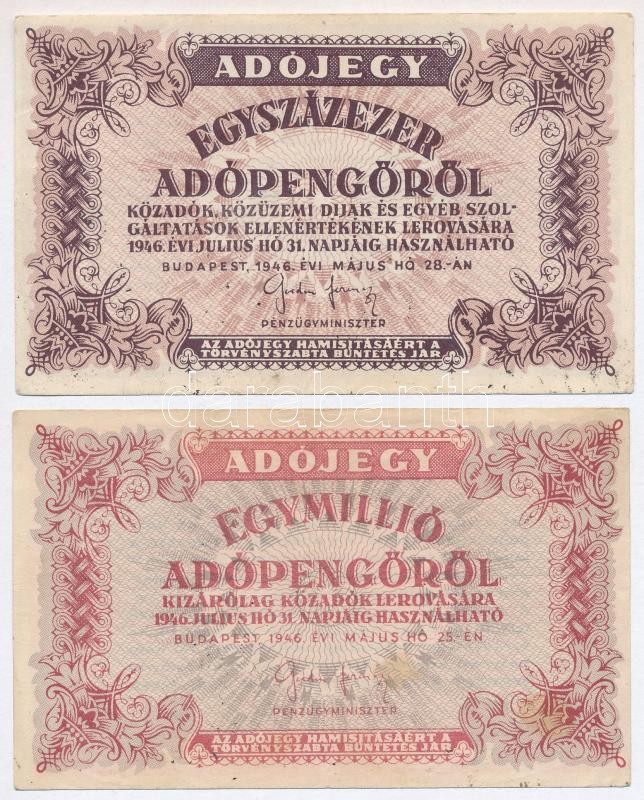 ADÓJEGY
EGYSZÁZEZER
ADÓPENGŐRŐL
KÖZADÓK, KÖZÜZEMI DIJAK ÉS EGYÉB SZOL-
GÁLTATÁSOK ELLENÉRTÉKÉNEK LEROVÁSÁRA
1946. ÉVI JULIUS HÓ 31. NAPJÁIG HASZNÁLHATÓ
BUDAPEST, 1946. ÉVI MÁJUS HÓ 28.-ÁN
PÉNZÜGYMINISZTER
AZ ADÓJEGY HAMISITÁSÁÉRT A
TÖRVÉNYSZABTA BÜNTETÉS JÁR
darabanth
ADÓJEGY
EGYMILLIÓ
ADÓPENGŐRŐL
KIZÁRÓLAG KÖZADÓK LEROVÁSÁRA
1946. JULIUS HÓ 31. NAPJÁIG HASZNÁLHATÓ
BUDAPEST 1946. ÉVI MÁJUS HÓ 25.-ÉN
PÉNZÜGYMINISZTER
AZ ADÓJEGY HAMISITÁSÁÉRT A
TÖRVÉNYSZABTA BÜNTETÉS JÁR